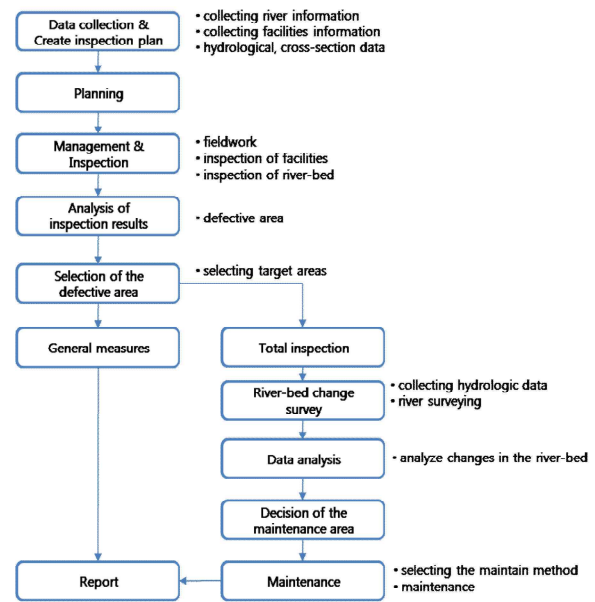 Data collection &
Create inspection plan
• collecting river information
• collecting facilities information
• hydrological, cross-section data
Planning
Management &
Inspection
• fieldwork
• inspection of facilities
• inspection of river-bed
Analysis of
inspection results
• defective area
Selection of the
defective area
• selecting target areas
General measures
Total inspection
River-bed change
survey
• collecting hydrologic data
• river surveying
Data analysis
• analyze changes in the river-bed
Decision of the
maintenance area
Report
Maintenance
• selecting the maintain method
• maintenance